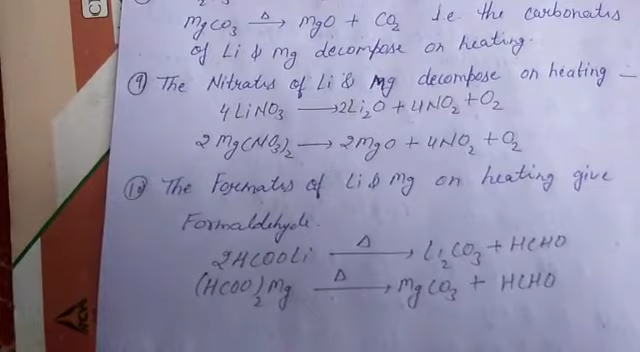 MgCO₃ Δ→ MgO + CO₂ I.e the carbonates
of Li & Mg decompose on heating.
⑨ The Nitrates of Li & Mg decompose on heating –
4LiNO₃ → 2Li₂O + 4NO₂ + O₂
2Mg(NO₃)₂ → 2MgO + 4NO₂ + O₂
⑩ The Formates of Li & Mg on heating give
Formaldehyde.
2HCOOLi Δ→ Li₂CO₃ + HCHO
(HCOO)₂Mg Δ→ MgCO₃ + HCHO